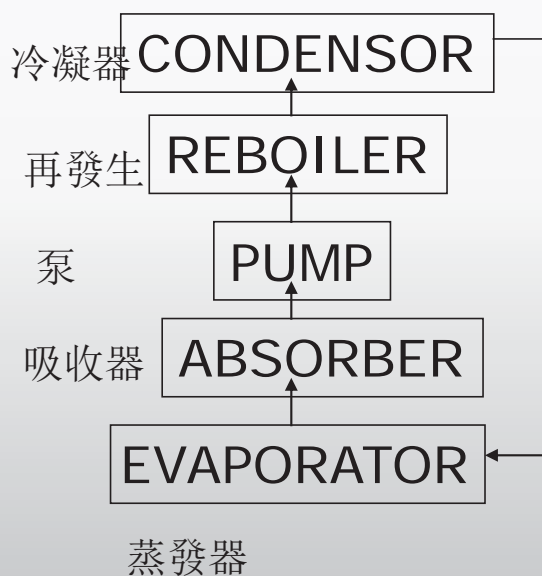 冷凝器 CONDENSOR
再發生 REBOILER
泵 PUMP
吸收器 ABSORBER
EVAPORATOR
蒸發器